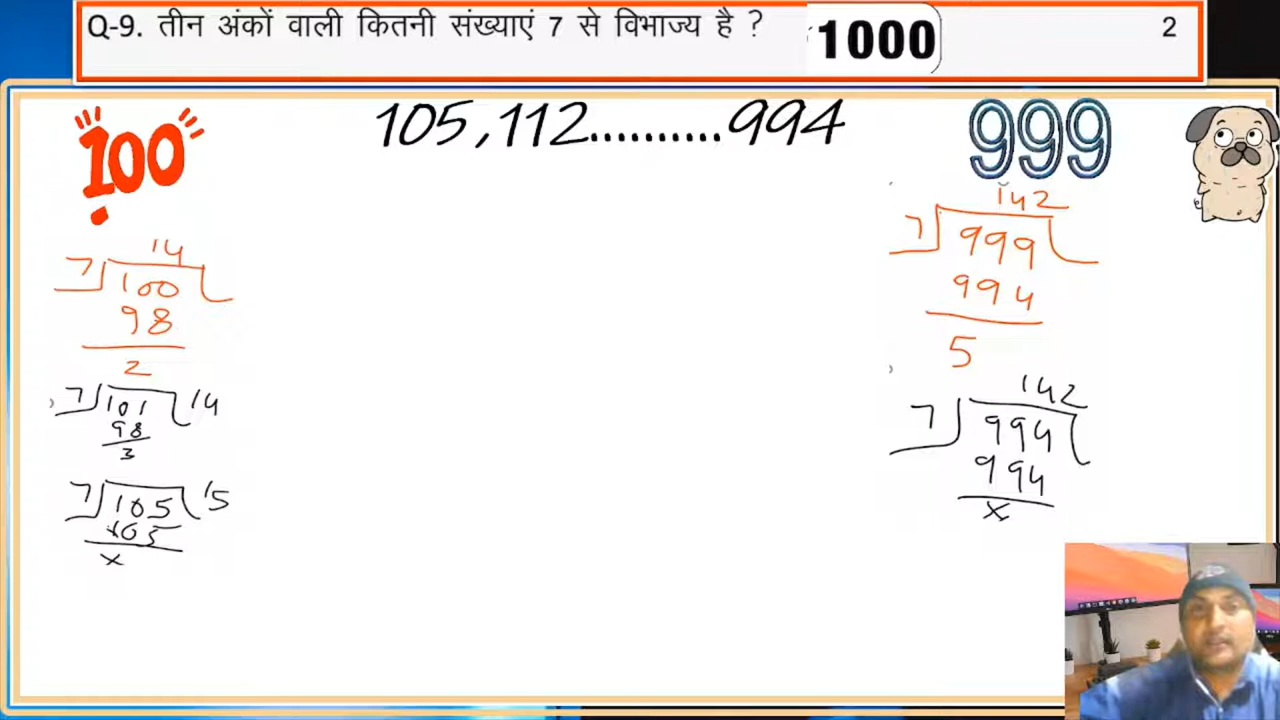 Q-9. तीन अंकों वाली कितनी संख्याएं 7 से विभाज्य है ? 1000 2
100 105,112..........994 999
14
7 100
98
2
7 101 14
98
3
7 105 15
105
x
142
7 999
994
5
142
7 994
994
x